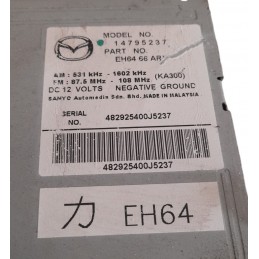 MODEL NO.
14795237
PART NO.
EH64 66 AR
AM : 531 kHz - 1602 kHz
FM : 87.5 MHz - 108 MHz (KA300)
DC 12 VOLTS NEGATIVE GROUND
SANYO Automedia Sdn. Bhd. MADE IN MALAYSIA
SERIAL
NO.
482925400J5237
482925400J5237
カ EH64